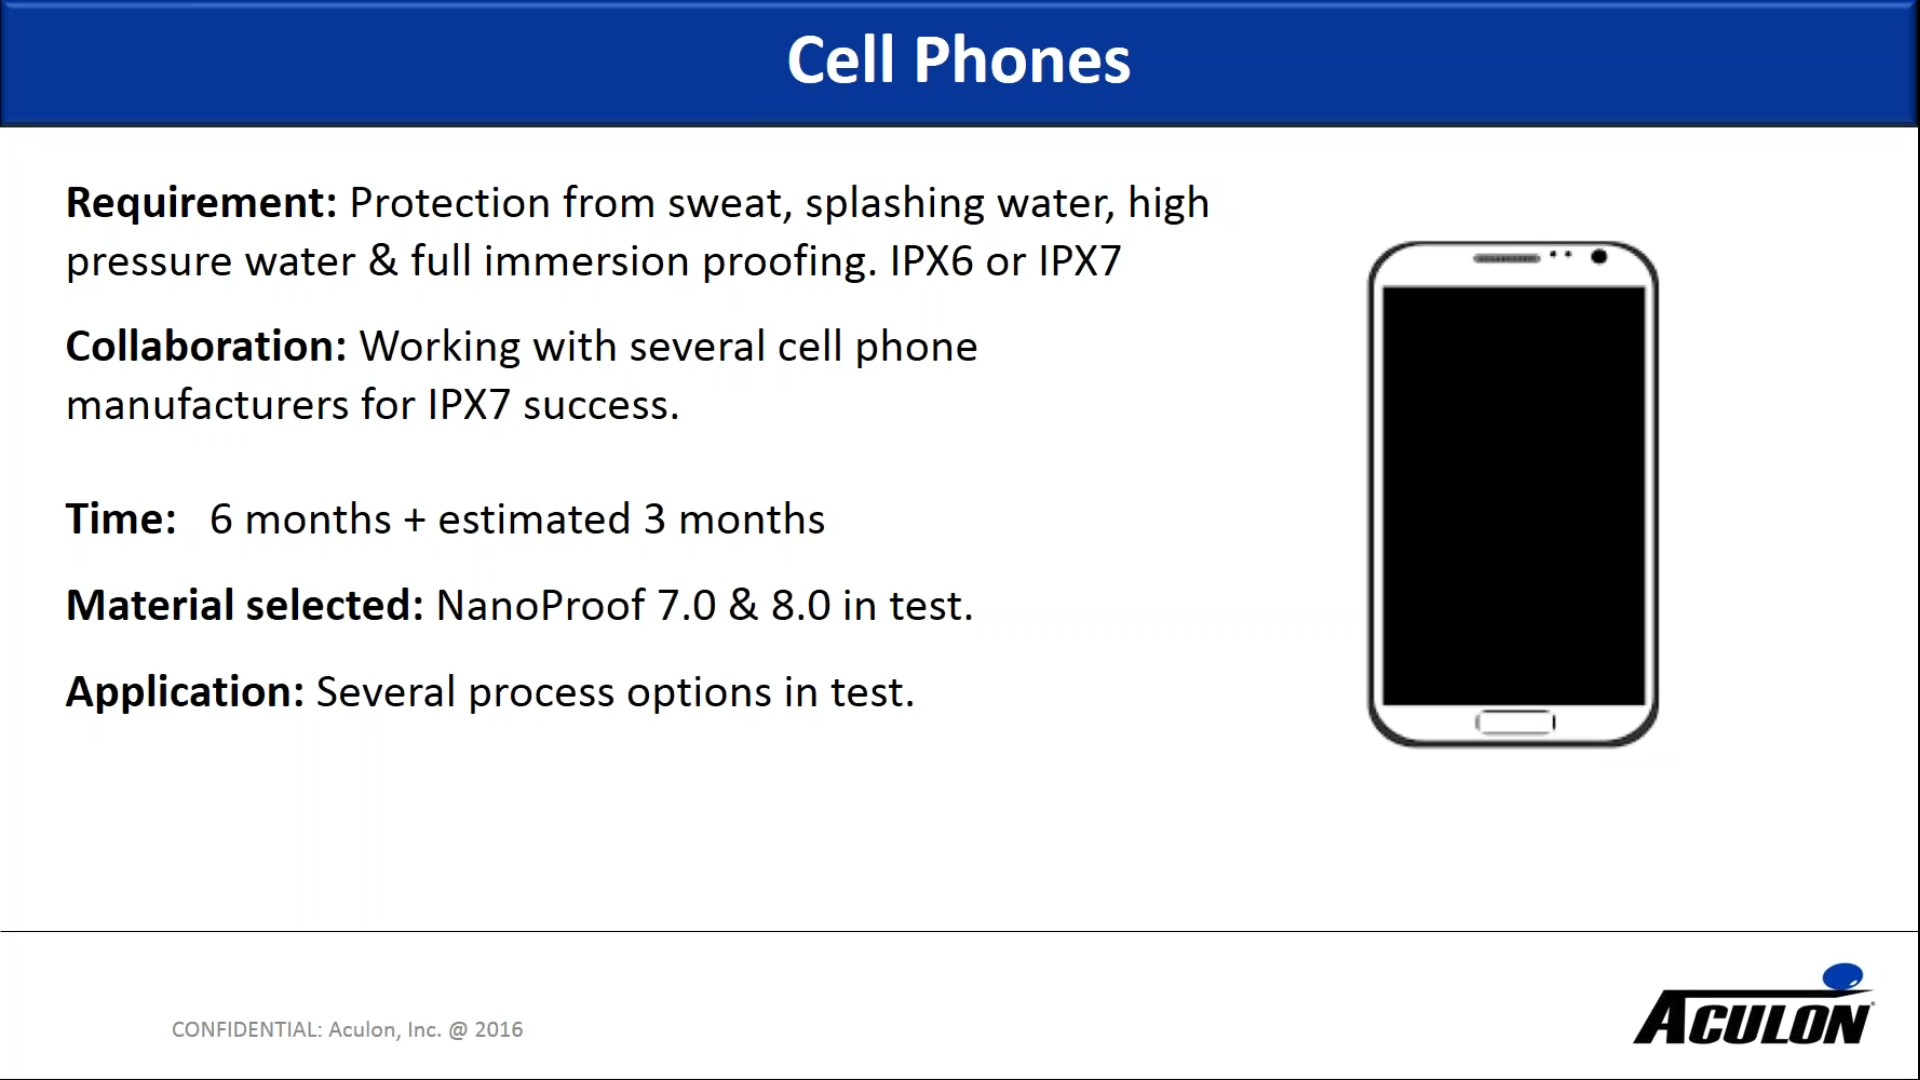 Cell Phones
Requirement: Protection from sweat, splashing water, high
pressure water & full immersion proofing. IPX6 or IPX7
Collaboration: Working with several cell phone
manufacturers for IPX7 success.
Time: 6 months + estimated 3 months
Material selected: NanoProof 7.0 & 8.0 in test.
Application: Several process options in test.
CONFIDENTIAL: Aculon, Inc. @ 2016
ACULON